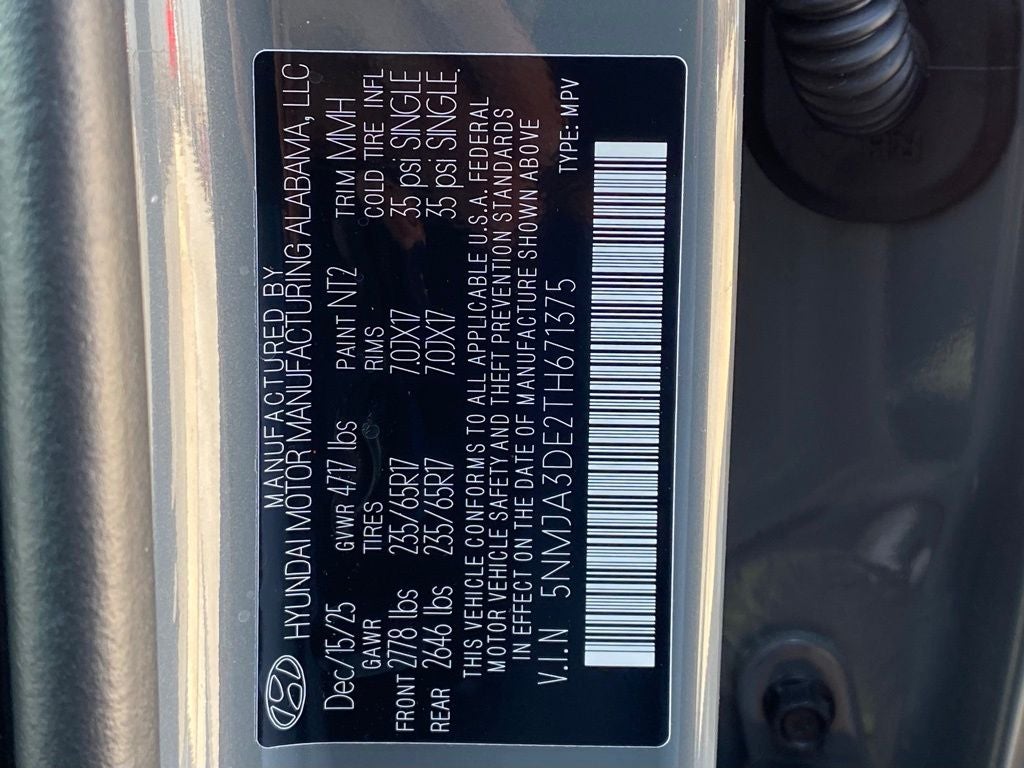 MANUFACTURED BY
HYUNDAI MOTOR MANUFACTURING ALABAMA, LLC
Dec/15/25 GVWR 4717 lbs PAINT NT2 TRIM MMH
GAWR TIRES RIMS COLD TIRE INFL
FRONT 2778 lbs 235/65R17 7.0JX17 35 psi SINGLE
REAR 2646 lbs 235/65R17 7.0JX17 35 psi SINGLE.
THIS VEHICLE CONFORMS TO ALL APPLICABLE U.S.A. FEDERAL
MOTOR VEHICLE SAFETY AND THEFT PREVENTION STANDARDS
IN EFFECT ON THE DATE OF MANUFACTURE SHOWN ABOVE
V.I.N 5NMJA3DE2TH671375 TYPE: MPV